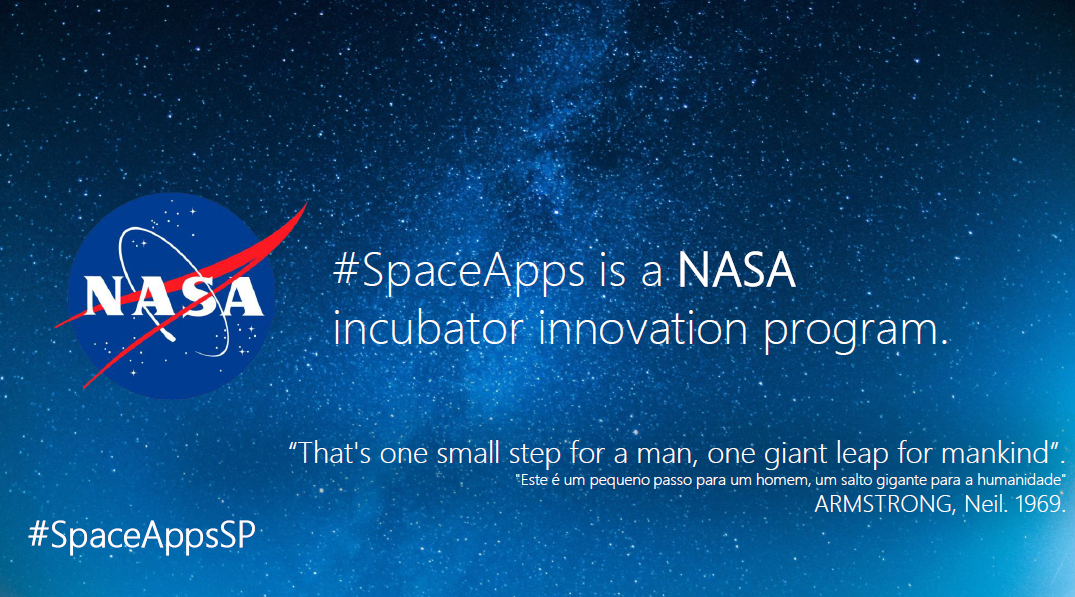 NASA
#SpaceApps is a NASA
incubator innovation program.
“That's one small step for a man, one giant leap for mankind”.
"Este é um pequeno passo para um homem, um salto gigante para a humanidade"
ARMSTRONG, Neil. 1969.
#SpaceAppsSP